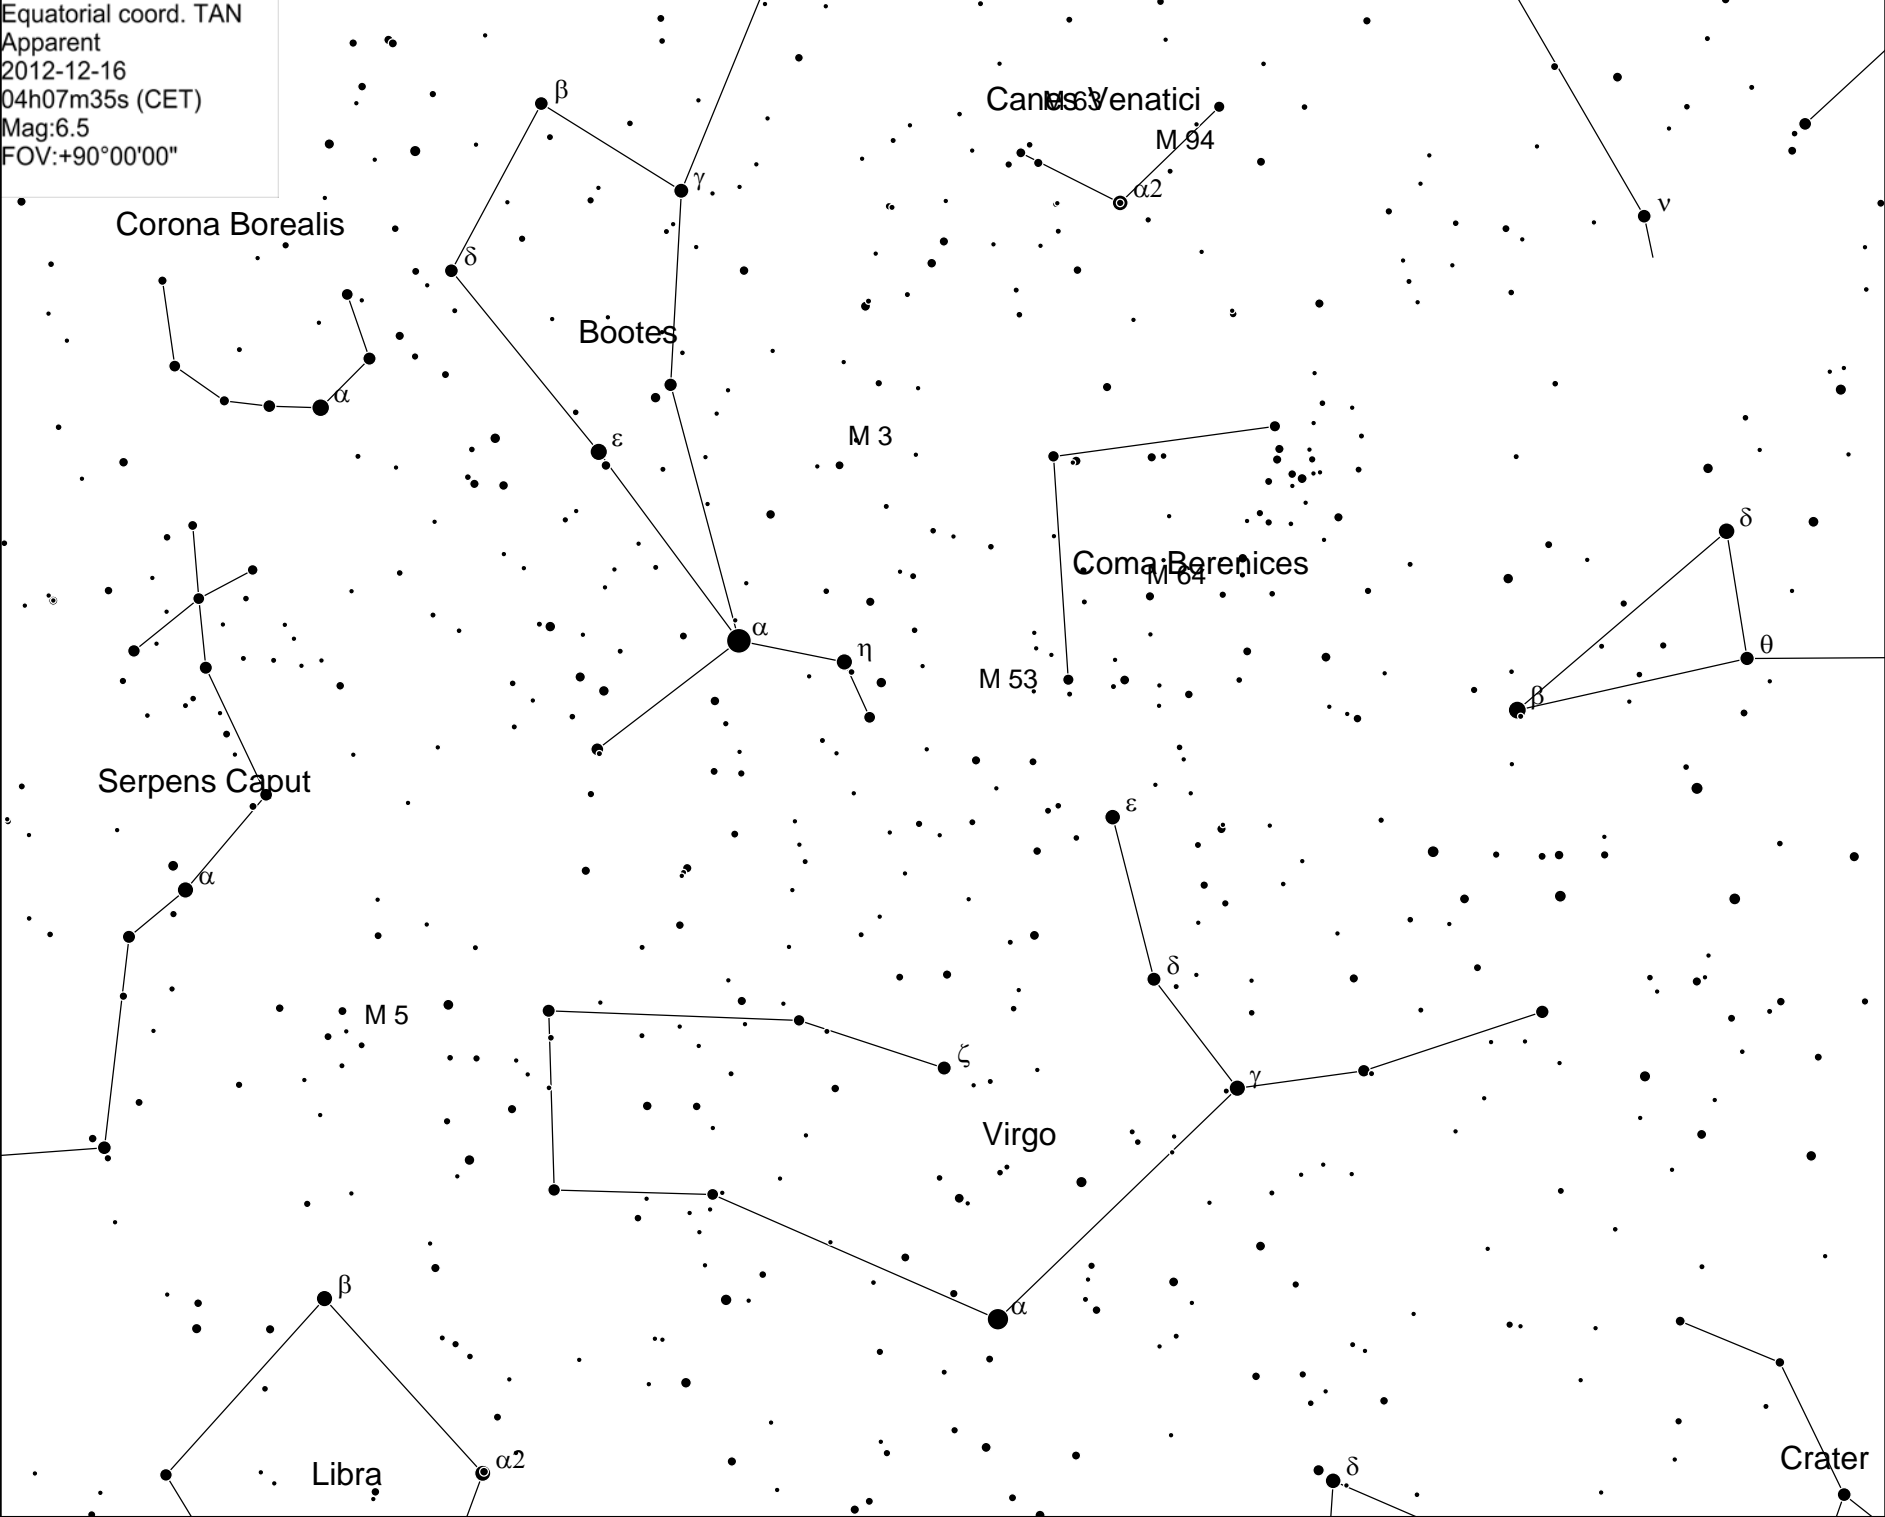 Equatorial coord. TAN
Apparent
2012-12-16
04h07m35s (CET)
Mag:6.5
FOV:+90°00'00"
β
Canes Venatici
M 63
M 94
γ
α2
ν
Corona Borealis
δ
Bootes
α
ε
M 3
δ
Coma Berenices
M 64
α
η
θ
M 53
β
Serpens Caput
ε
α
δ
M 5
ζ
γ
Virgo
β
α
α2
Libra
δ
Crater